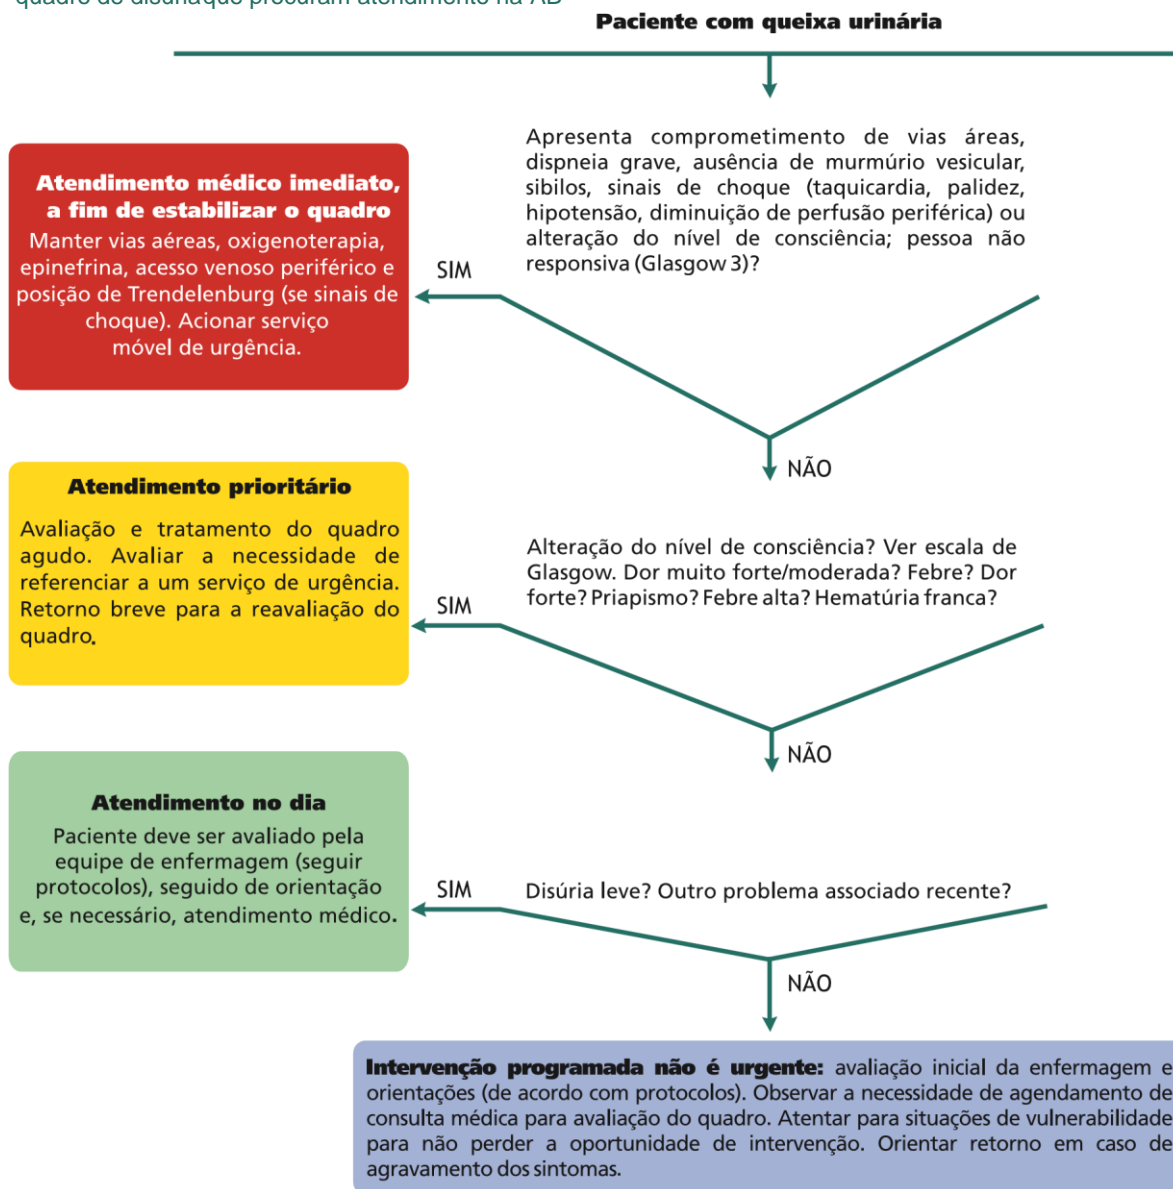 quadro de disúria que procuram atendimento na AB
Paciente com queixa urinária
Apresenta comprometimento de vias áreas,
dispneia grave, ausência de murmúrio vesicular,
sibilos, sinais de choque (taquicardia, palidez,
hipotensão, diminuição de perfusão periférica) ou
alteração do nível de consciência; pessoa não
responsiva (Glasgow 3)?
SIM
Atendimento médico imediato,
a fim de estabilizar o quadro
Manter vias aéreas, oxigenoterapia,
epinefrina, acesso venoso periférico e
posição de Trendelenburg (se sinais de
choque). Acionar serviço
móvel de urgência.
NÃO
Alteração do nível de consciência? Ver escala de
Glasgow. Dor muito forte/moderada? Febre? Dor
forte? Priapismo? Febre alta? Hematúria franca?
SIM
Atendimento prioritário
Avaliação e tratamento do quadro
agudo. Avaliar a necessidade de
referenciar a um serviço de urgência.
Retorno breve para a reavaliação do
quadro.
NÃO
Disúria leve? Outro problema associado recente?
SIM
Atendimento no dia
Paciente deve ser avaliado pela
equipe de enfermagem (seguir
protocolos), seguido de orientação
e, se necessário, atendimento médico.
NÃO
Intervenção programada não é urgente: avaliação inicial da enfermagem e
orientações (de acordo com protocolos). Observar a necessidade de agendamento de
consulta médica para avaliação do quadro. Atentar para situações de vulnerabilidade
para não perder a oportunidade de intervenção. Orientar retorno em caso de
agravamento dos sintomas.